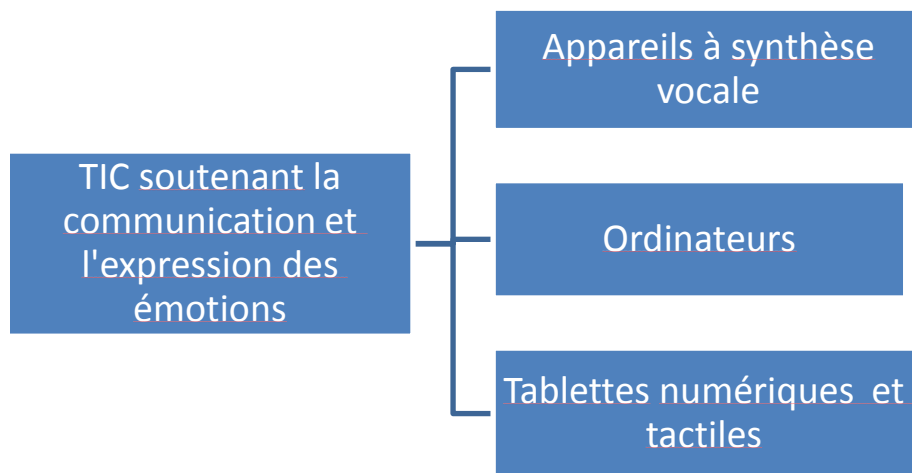 TIC soutenant la
communication et
l'expression des
émotions
Appareils à synthèse
vocale
Ordinateurs
Tablettes numériques et
tactiles